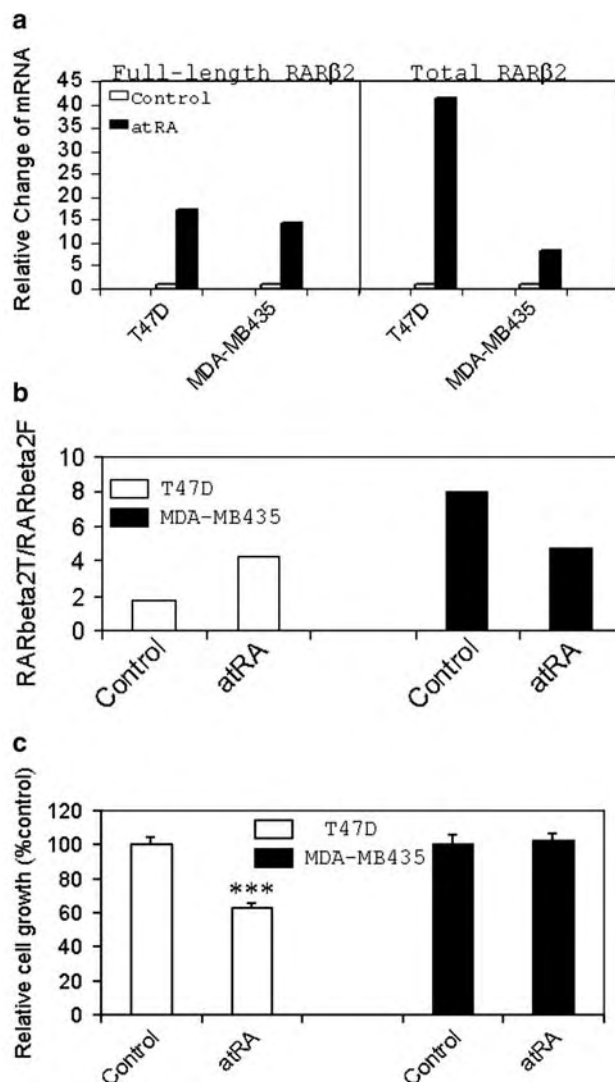 a
Full-length RARβ2 Total RARβ2
Relative Change of mRNA
45
40
35
30
25
20
15
10
5
0
Control
atRA
T47D
MDA-MB435
T47D
MDA-MB435
b
RARbeta2T/RARbeta2F
10
8
6
4
2
0
T47D
MDA-MB435
Control
atRA
Control
atRA
c
Relative cell growth (%control)
120
100
80
60
40
20
0
T47D
MDA-MB435
***
Control
atRA
Control
atRA